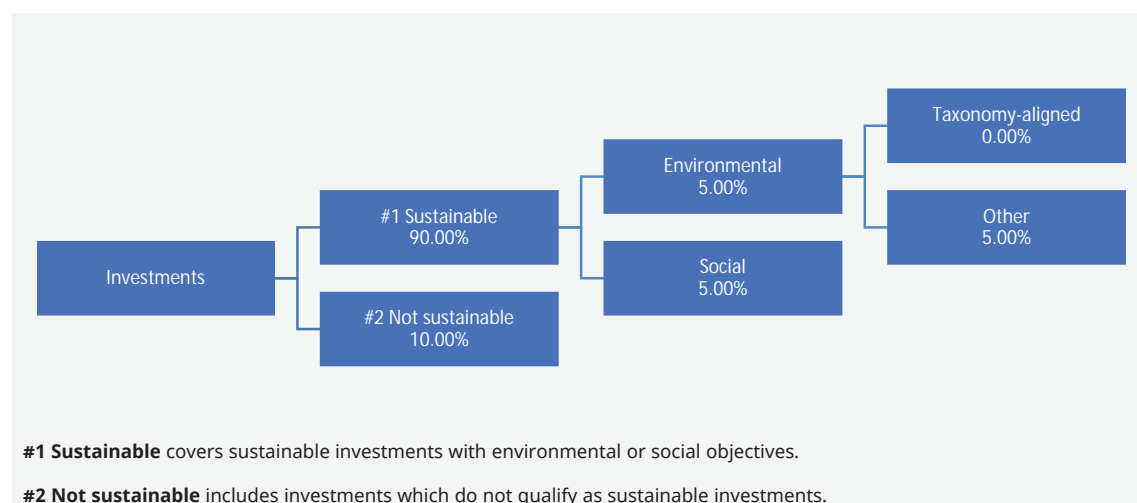 Investments
#1 Sustainable
90.00%
#2 Not sustainable
10.00%
Environmental
5.00%
Social
5.00%
Taxonomy-aligned
0.00%
Other
5.00%
#1 Sustainable covers sustainable investments with environmental or social objectives.
#2 Not sustainable includes investments which do not qualify as sustainable investments.